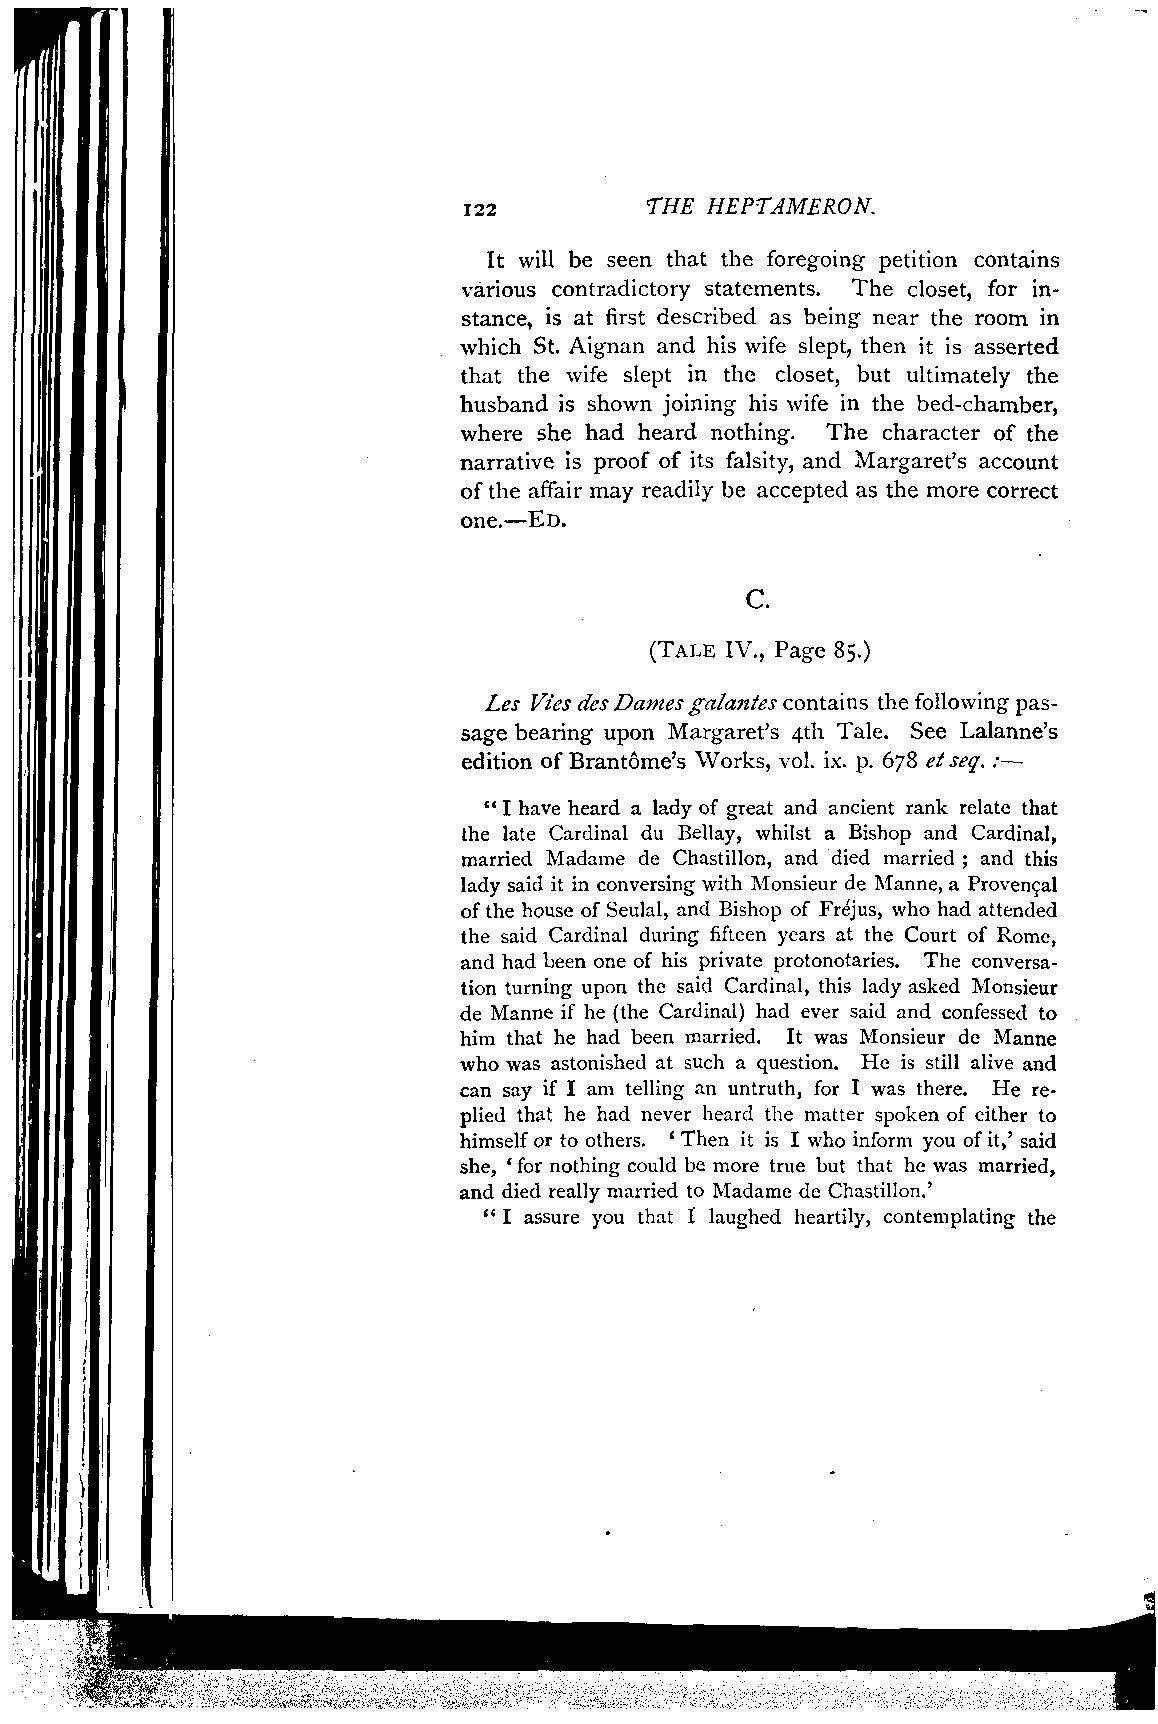 122 THE HEPTAMERON.
It will be seen that the foregoing petition contains
various contradictory statements. The closet, for in-
stance, is at first described as being near the room in
which St. Aignan and his wife slept, then it is asserted
that the wife slept in the closet, but ultimately the
husband is shown joining his wife in the bed-chamber,
where she had heard nothing. The character of the
narrative is proof of its falsity, and Margaret's account
of the affair may readily be accepted as the more correct
one.—ED.
C.
(TALE IV., Page 85.)
Les Vies des Dames galantes contains the following pas-
sage bearing upon Margaret's 4th Tale. See Lalanne's
edition of Brantôme's Works, vol. ix. p. 678 et seq. :—
“I have heard a lady of great and ancient rank relate that
the late Cardinal du Bellay, whilst a Bishop and Cardinal,
married Madame de Chastillon, and died married ; and this
lady said it in conversing with Monsieur de Manne, a Provençal
of the house of Seulal, and Bishop of Fréjus, who had attended
the said Cardinal during fifteen years at the Court of Rome,
and had been one of his private protonotaries. The conversa-
tion turning upon the said Cardinal, this lady asked Monsieur
de Manne if he (the Cardinal) had ever said and confessed to
him that he had been married. It was Monsieur de Manne
who was astonished at such a question. He is still alive and
can say if I am telling an untruth, for I was there. He re-
plied that he had never heard the matter spoken of either to
himself or to others. ‘Then it is I who inform you of it,’ said
she, ‘for nothing could be more true but that he was married,
and died really married to Madame de Chastillon.’
“I assure you that I laughed heartily, contemplating the